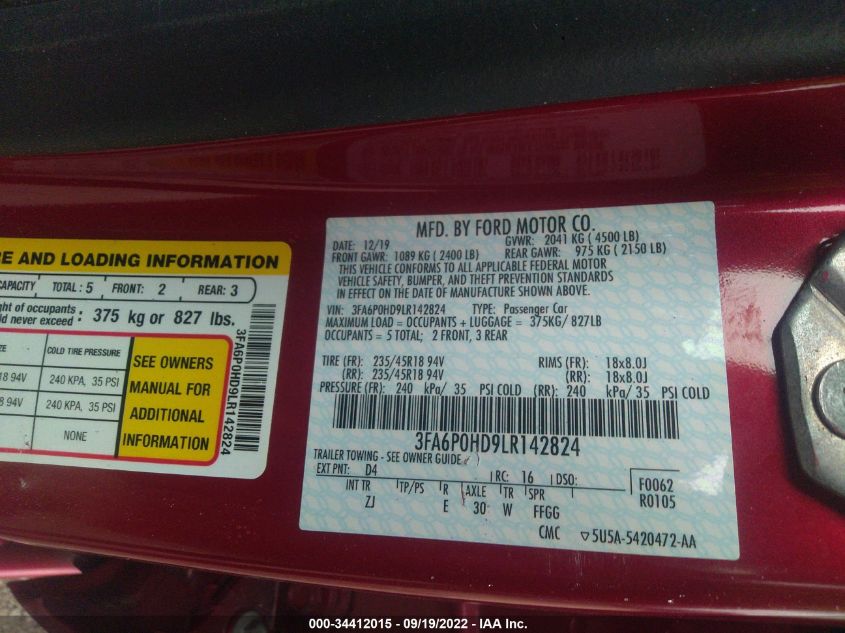 RE AND LOADING INFORMATION
CAPACITY TOTAL : 5 FRONT: 2 REAR: 3
ght of occupants
ld never exceed : 375 kg or 827 lbs.
ZE COLD TIRE PRESSURE
18 94V 240 KPA, 35 PSI
18 94V 240 KPA, 35 PSI
NONE
SEE OWNERS
MANUAL FOR
ADDITIONAL
INFORMATION
3FA6P0HD9LR142824
MFD. BY FORD MOTOR CO.
DATE: 12/19 GVWR: 2041 KG ( 4500 LB)
FRONT GAWR: 1089 KG ( 2400 LB) REAR GAWR: 975 KG ( 2150 LB)
THIS VEHICLE CONFORMS TO ALL APPLICABLE FEDERAL MOTOR
VEHICLE SAFETY, BUMPER, AND THEFT PREVENTION STANDARDS
IN EFFECT ON THE DATE OF MANUFACTURE SHOWN ABOVE.
VIN: 3FA6P0HD9LR142824 TYPE: Passenger Car
MAXIMUM LOAD = OCCUPANTS + LUGGAGE = 375KG/ 827LB
OCCUPANTS = 5 TOTAL; 2 FRONT, 3 REAR
TIRE (FR): 235/45R18 94V RIMS (FR): 18x8.0J
(RR): 235/45R18 94V (RR): 18x8.0J
PRESSURE (FR): 240 kPa/ 35 PSI COLD (RR): 240 kPa/ 35 PSI COLD
3FA6P0HD9LR142824
TRAILER TOWING - SEE OWNER GUIDE
EXT PNT: D4 RC: 16 DSO: F0062
R0105
INT TR TP/PS R AXLE TR SPR
ZJ E 30 W FFGG
CMC ▽5U5A-5420472-AA
000-34412015 - 09/19/2022 - IAA Inc.